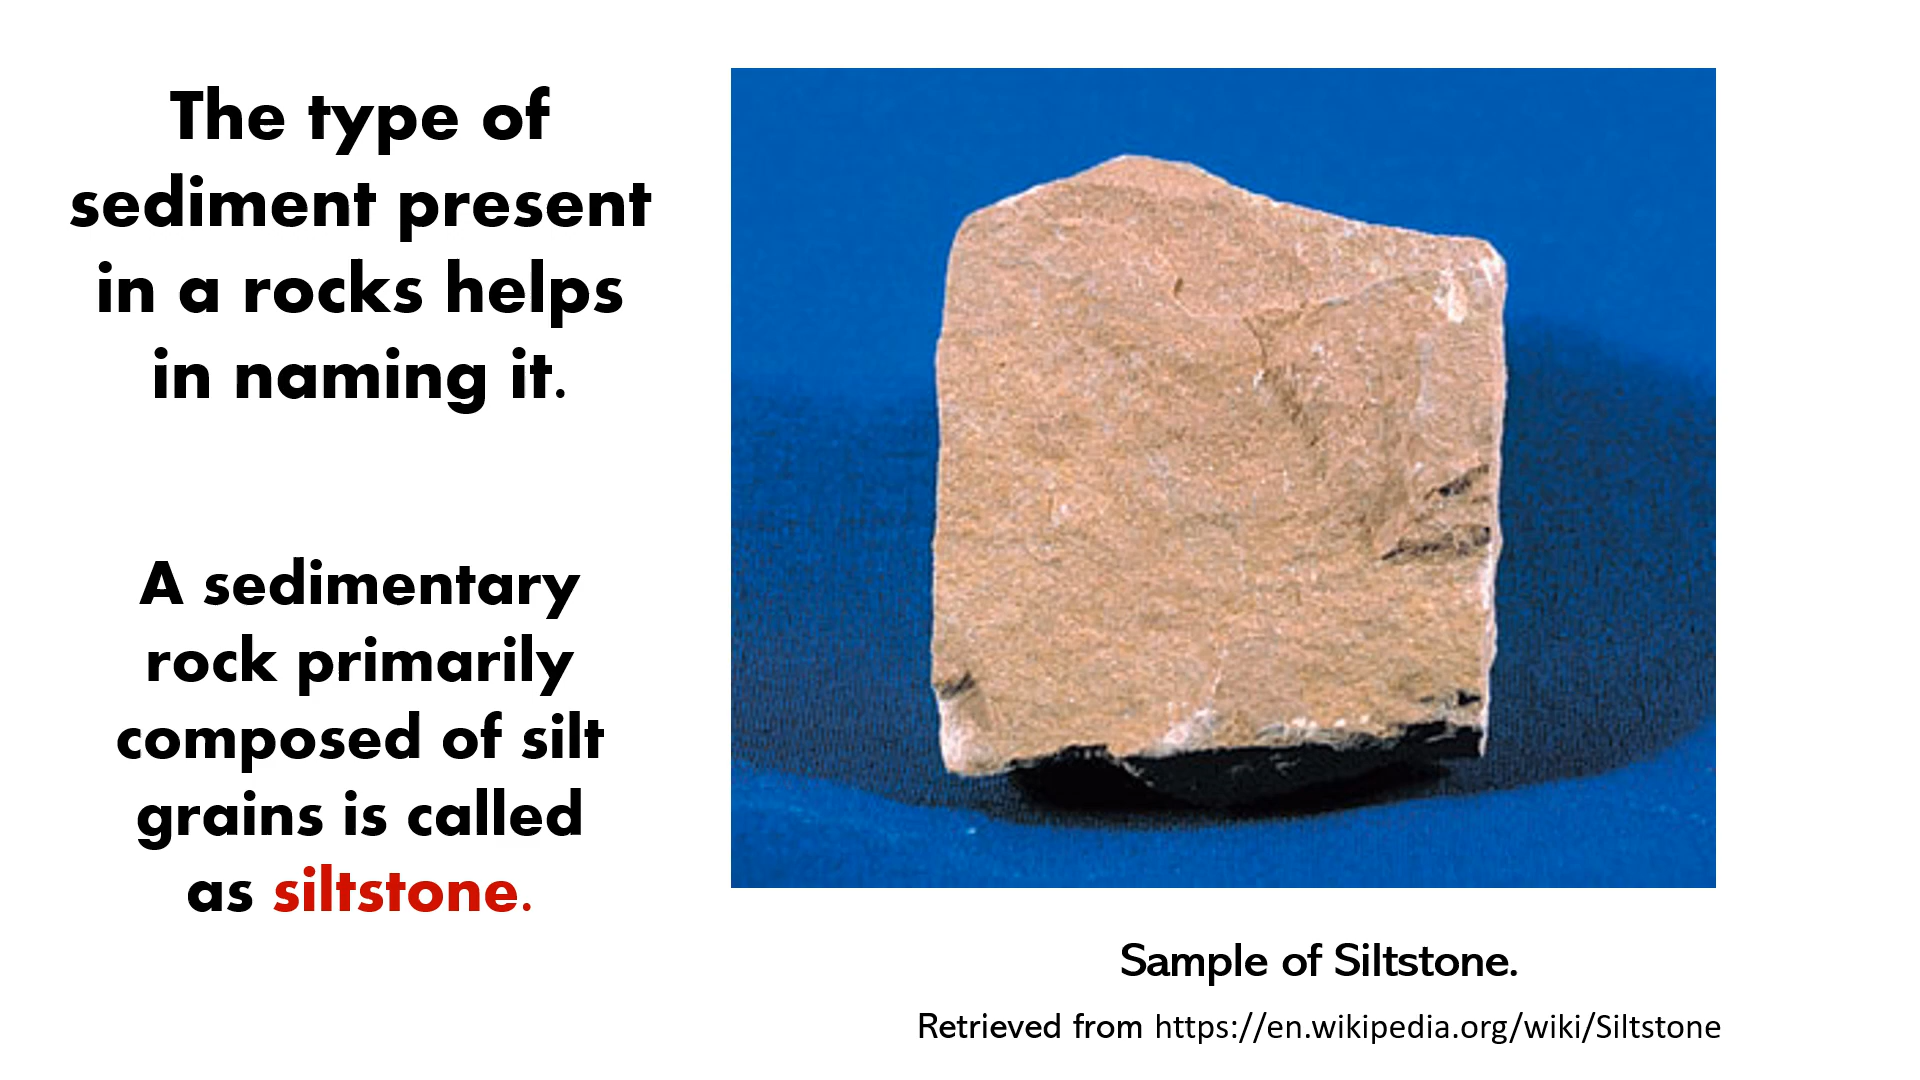 The type of
sediment present
in a rocks helps
in naming it.
A sedimentary
rock primarily
composed of silt
grains is called
as siltstone.
Sample of Siltstone.
Retrieved from https://en.wikipedia.org/wiki/Siltstone